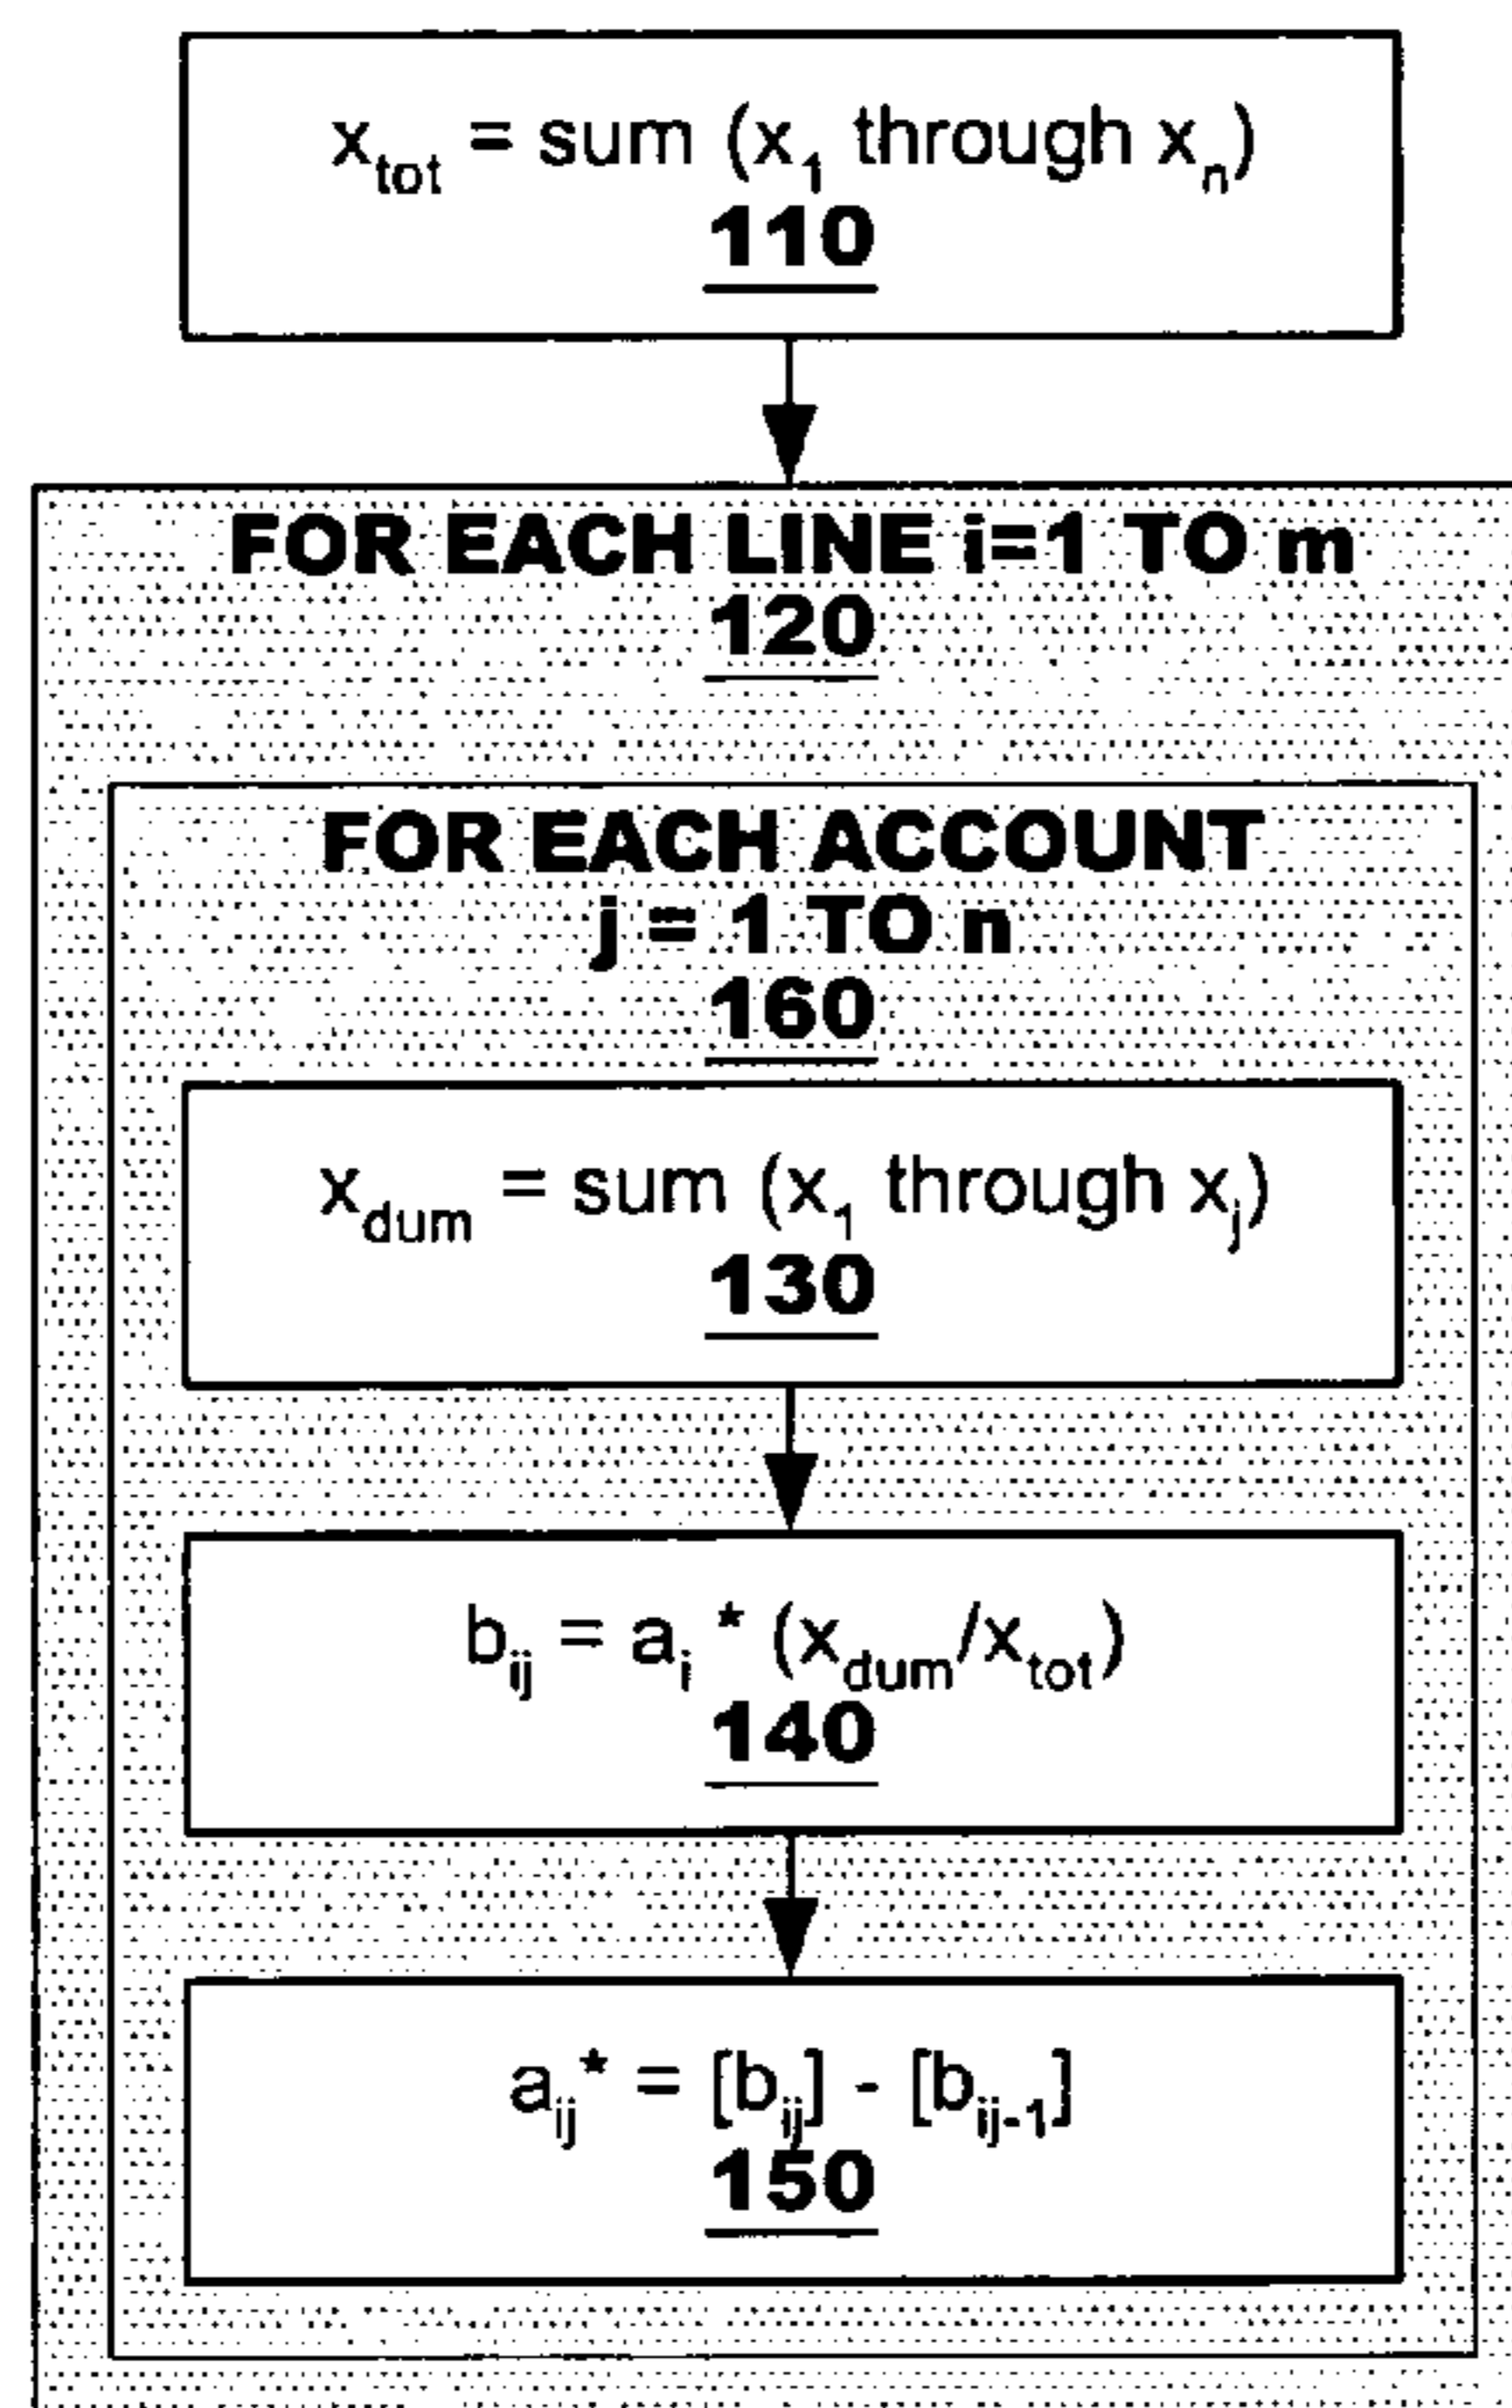 x_tot = sum (x_1 through x_n)
110
FOR EACH LINE i=1 TO m
120
FOR EACH ACCOUNT
j = 1 TO n
160
x_dum = sum (x_1 through x_j)
130
b_ij = a_i * (x_dum/x_tot)
140
a_ij* = [b_ij] - [b_ij-1]
150